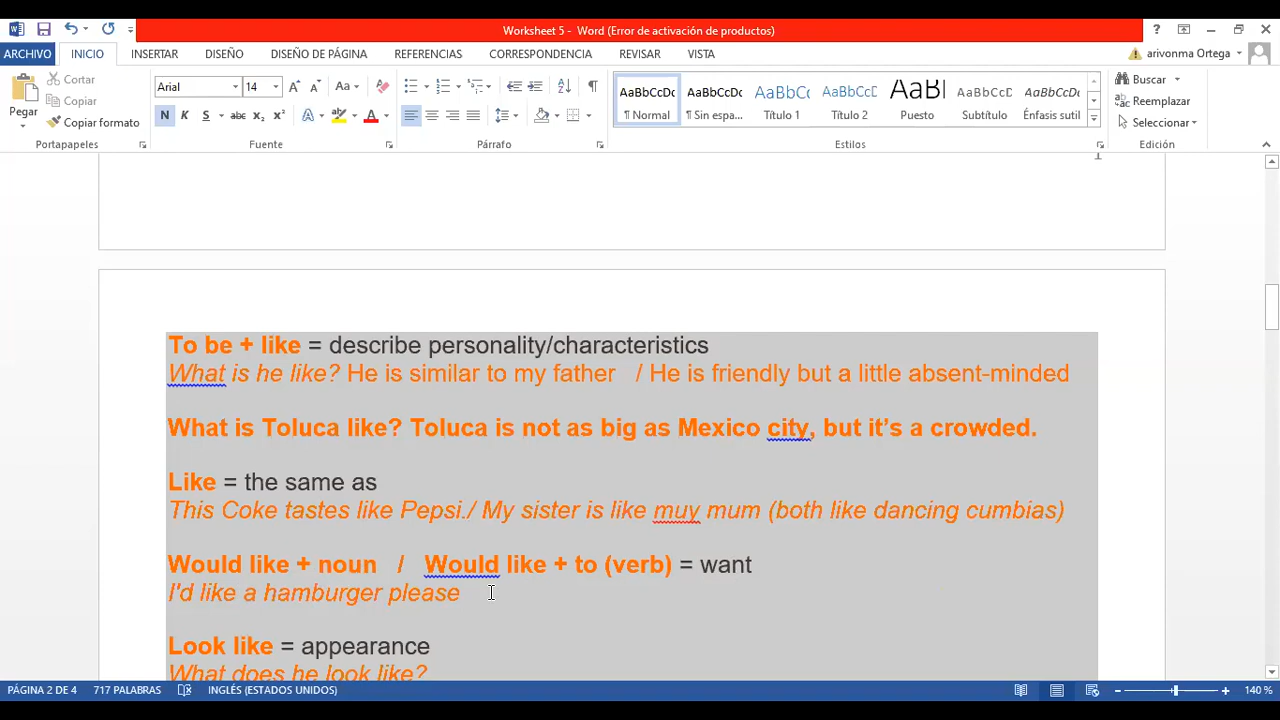 Worksheet 5 - Word (Error de activación de productos)
ARCHIVO INICIO INSERTAR DISEÑO DISEÑO DE PÁGINA REFERENCIAS CORRESPONDENCIA REVISAR VISTA arivonma Ortega
Pegar
Cortar
Copiar
Copiar formato
Portapapeles
Arial 14
N K S abc x₂ x² A A
Aa
Fuente
Párrafo
AaBbCcDc AaBbCcDc AaBbC( AaBbCcD AaBb( AaBbCcD AaBbCcDc
¶ Normal ¶ Sin espa... Título 1 Título 2 Puesto Subtítulo Énfasis sutil
Estilos
Buscar
Reemplazar
Seleccionar
Edición
To be + like = describe personality/characteristics
What is he like? He is similar to my father / He is friendly but a little absent-minded
What is Toluca like? Toluca is not as big as Mexico city, but it's a crowded.
Like = the same as
This Coke tastes like Pepsi./ My sister is like muy mum (both like dancing cumbias)
Would like + noun / Would like + to (verb) = want
I'd like a hamburger please
Look like = appearance
What does he look like?
PÁGINA 2 DE 4 717 PALABRAS INGLÉS (ESTADOS UNIDOS) 140 %